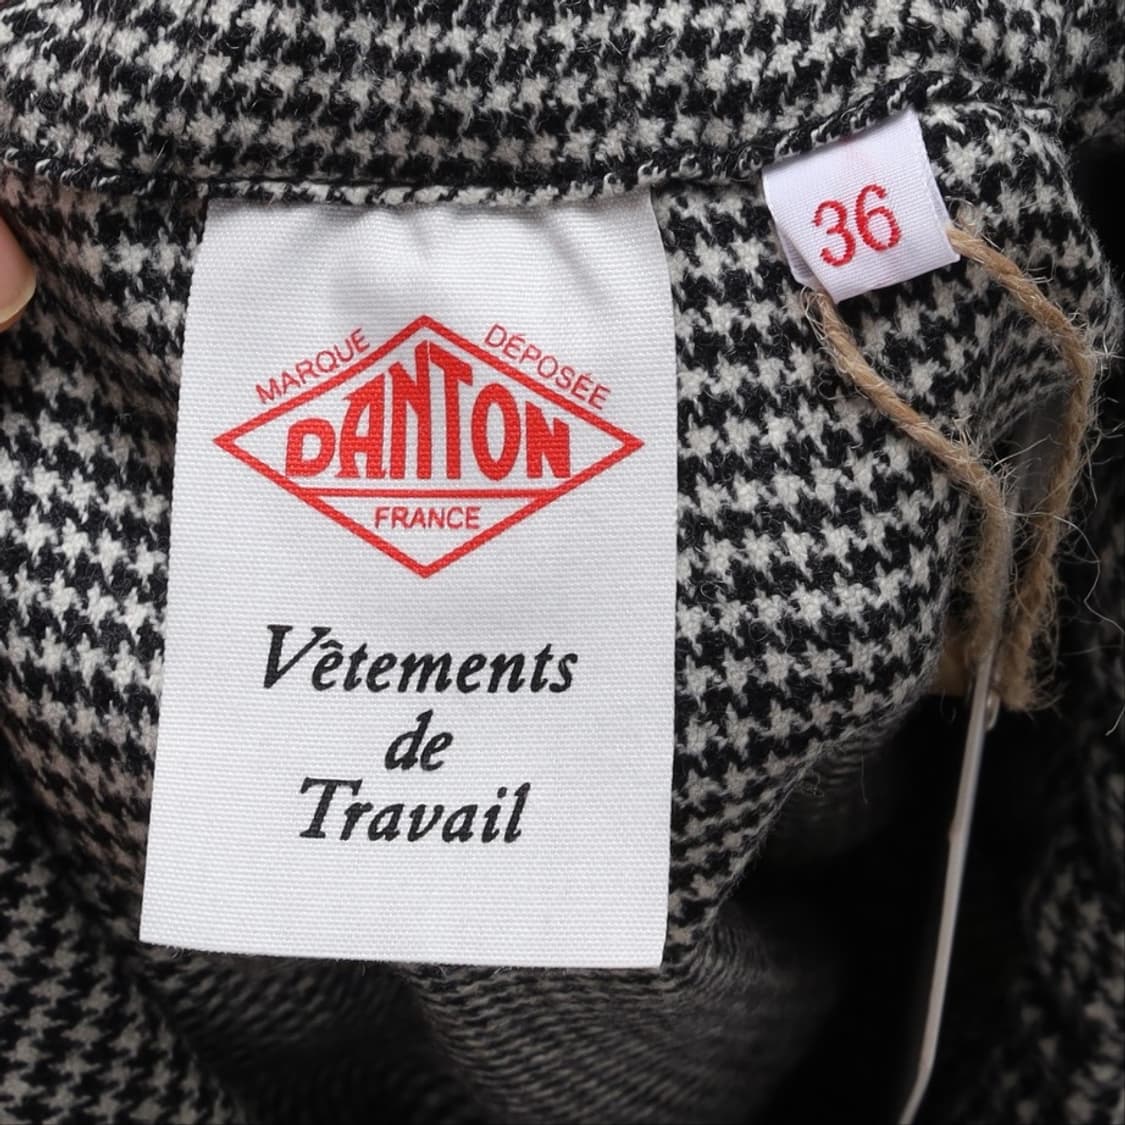 36
MARQUE DÉPOSÉE
DANTON
FRANCE
Vêtements
de
Travail